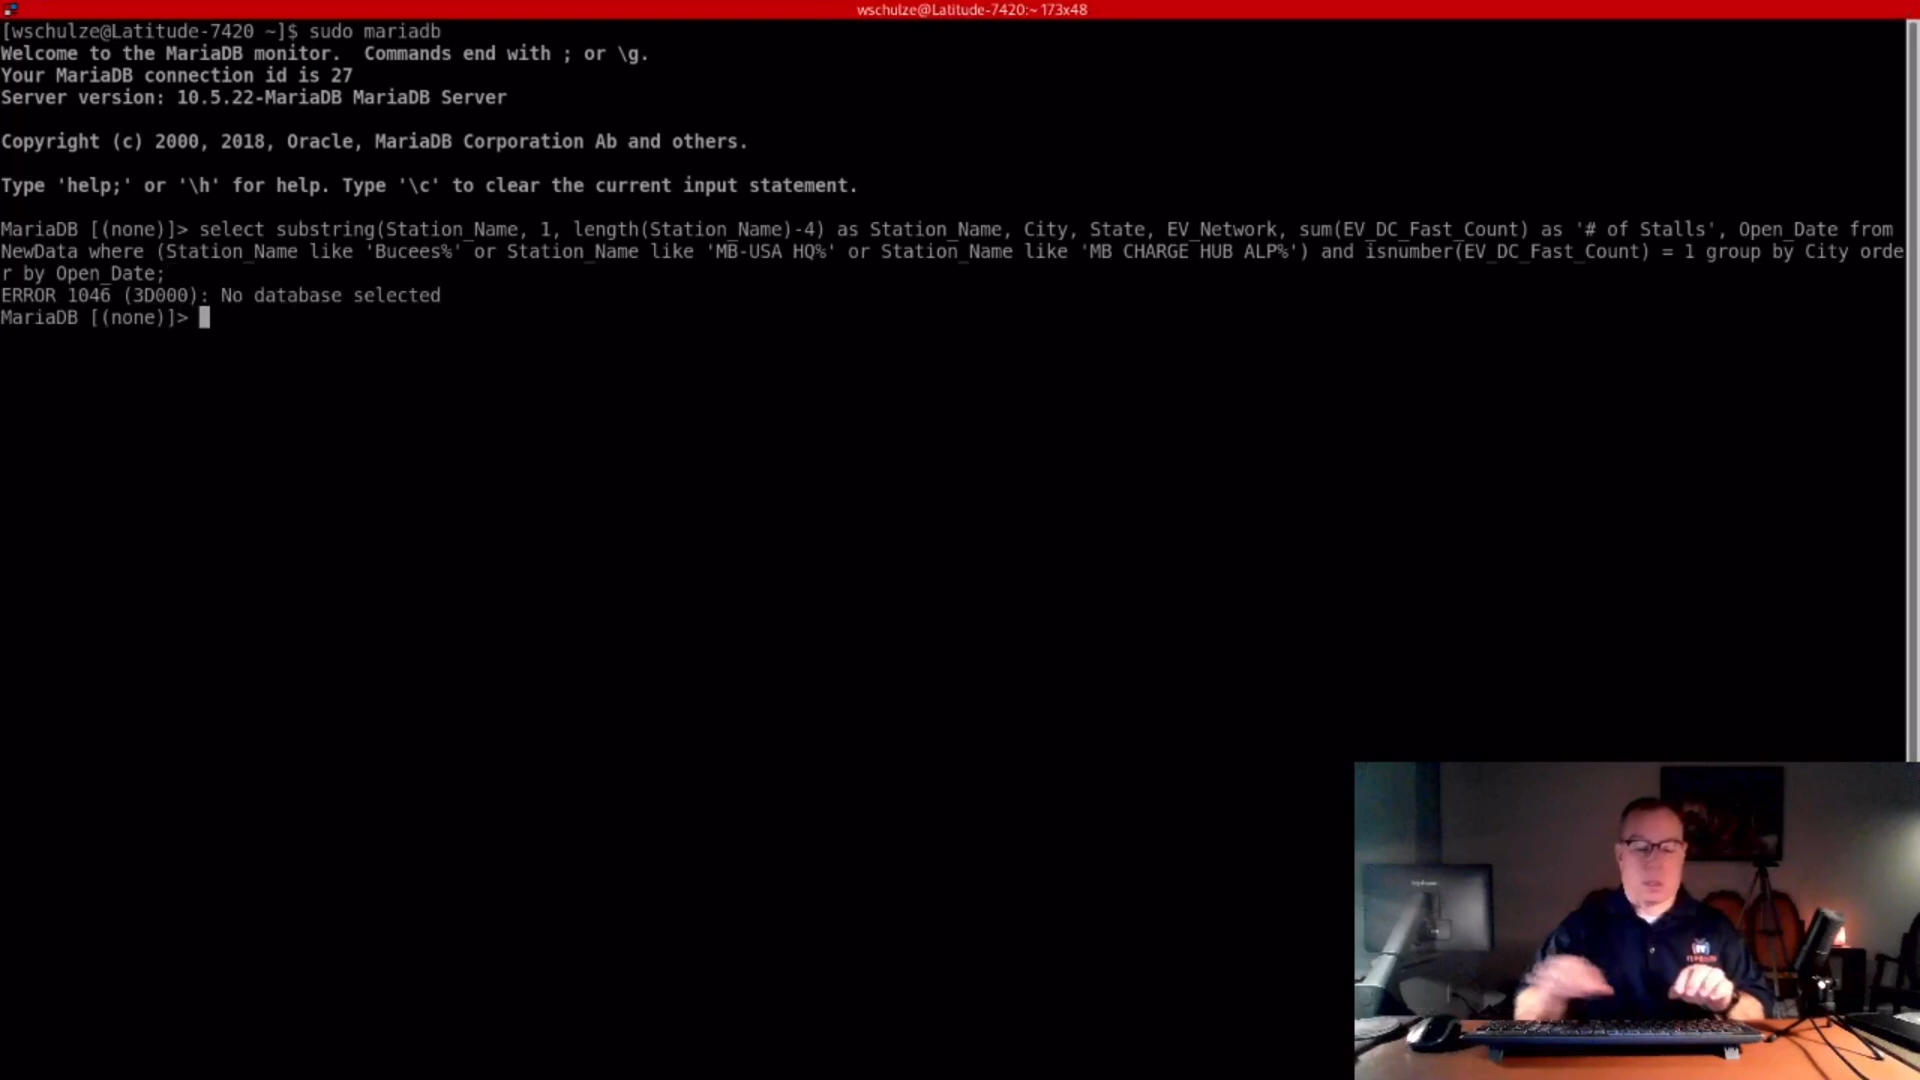 wschulze@Latitude-7420:~ 173x48
[wschulze@Latitude-7420 ~]$ sudo mariadb
Welcome to the MariaDB monitor.  Commands end with ; or \g.
Your MariaDB connection id is 27
Server version: 10.5.22-MariaDB MariaDB Server
Copyright (c) 2000, 2018, Oracle, MariaDB Corporation Ab and others.
Type 'help;' or '\h' for help. Type '\c' to clear the current input statement.
MariaDB [(none)]> select substring(Station_Name, 1, length(Station_Name)-4) as Station_Name, City, State, EV_Network, sum(EV_DC_Fast_Count) as '# of Stalls', Open_Date from
NewData where (Station_Name like 'Bucees%' or Station_Name like 'MB-USA HQ%' or Station_Name like 'MB CHARGE HUB ALP%') and isnumber(EV_DC_Fast_Count) = 1 group by City orde
r by Open_Date;
ERROR 1046 (3D000): No database selected
MariaDB [(none)]>